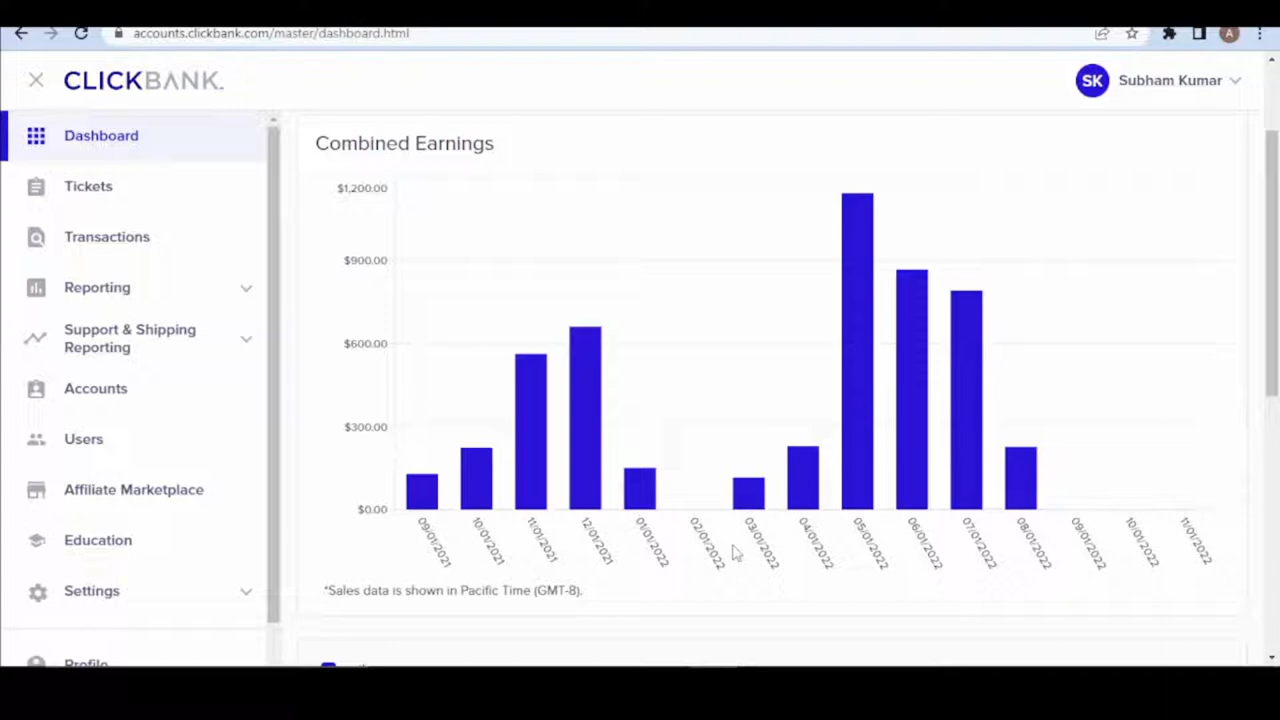 accounts.clickbank.com/master/dashboard.html
A
CLICKBANK.
SK
Subham Kumar
Dashboard
Tickets
Transactions
Reporting
Support & Shipping
Reporting
Accounts
Users
Affiliate Marketplace
Education
Settings
Profile
Combined Earnings
$1,200.00
$900.00
$600.00
$300.00
$0.00
09/01/2021
10/01/2021
11/01/2021
12/01/2021
01/01/2022
02/01/2022
03/01/2022
04/01/2022
05/01/2022
06/01/2022
07/01/2022
08/01/2022
09/01/2022
10/01/2022
11/01/2022
*Sales data is shown in Pacific Time (GMT-8).